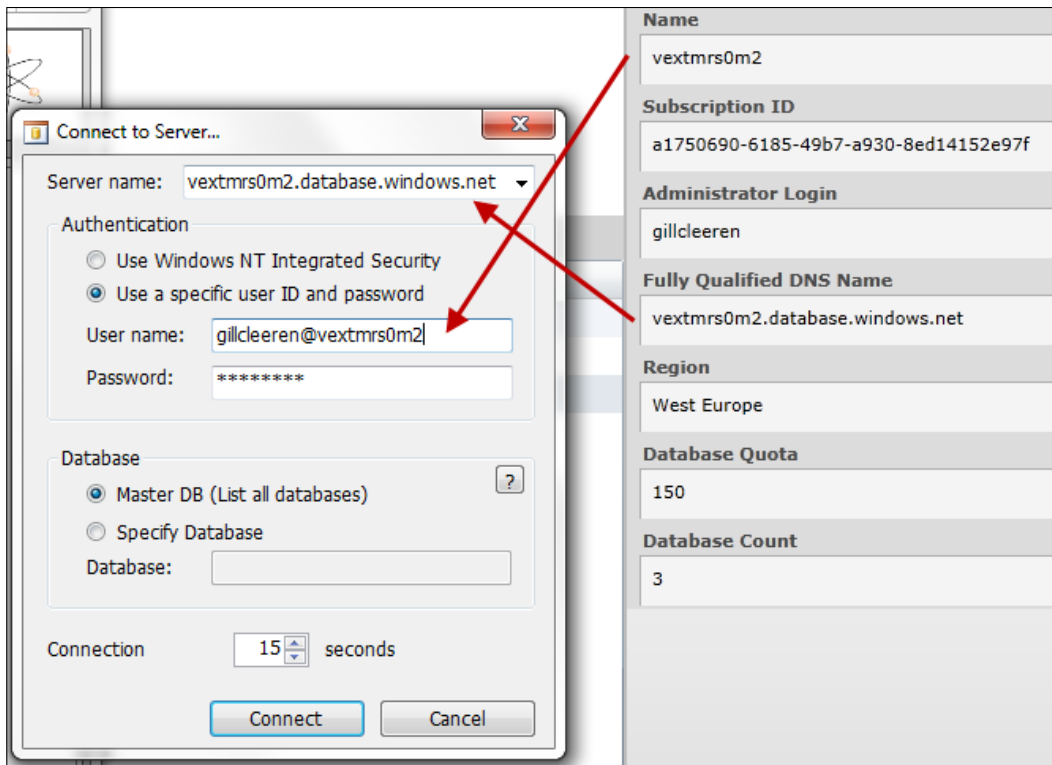 Connect to Server...
Server name: vextmrs0m2.database.windows.net
Authentication
Use Windows NT Integrated Security
Use a specific user ID and password
User name: gillcleeren@vextmrs0m2
Password: ********
Database
?
Master DB (List all databases)
Specify Database
Database:
Connection 15 seconds
Connect Cancel
Name
vextmrs0m2
Subscription ID
a1750690-6185-49b7-a930-8ed14152e97f
Administrator Login
gillcleeren
Fully Qualified DNS Name
vextmrs0m2.database.windows.net
Region
West Europe
Database Quota
150
Database Count
3